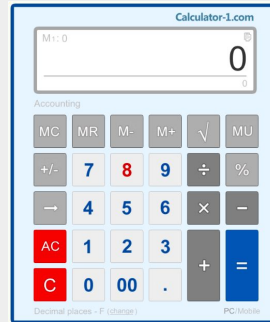 Calculator-1.com
M1: 0
0
0
Accounting
MC MR M- M+ √ MU
+/- 7 8 9 ÷ %
→ 4 5 6 × −
AC 1 2 3 + =
C 0 00 .
Decimal places - F (change) PC/Mobile